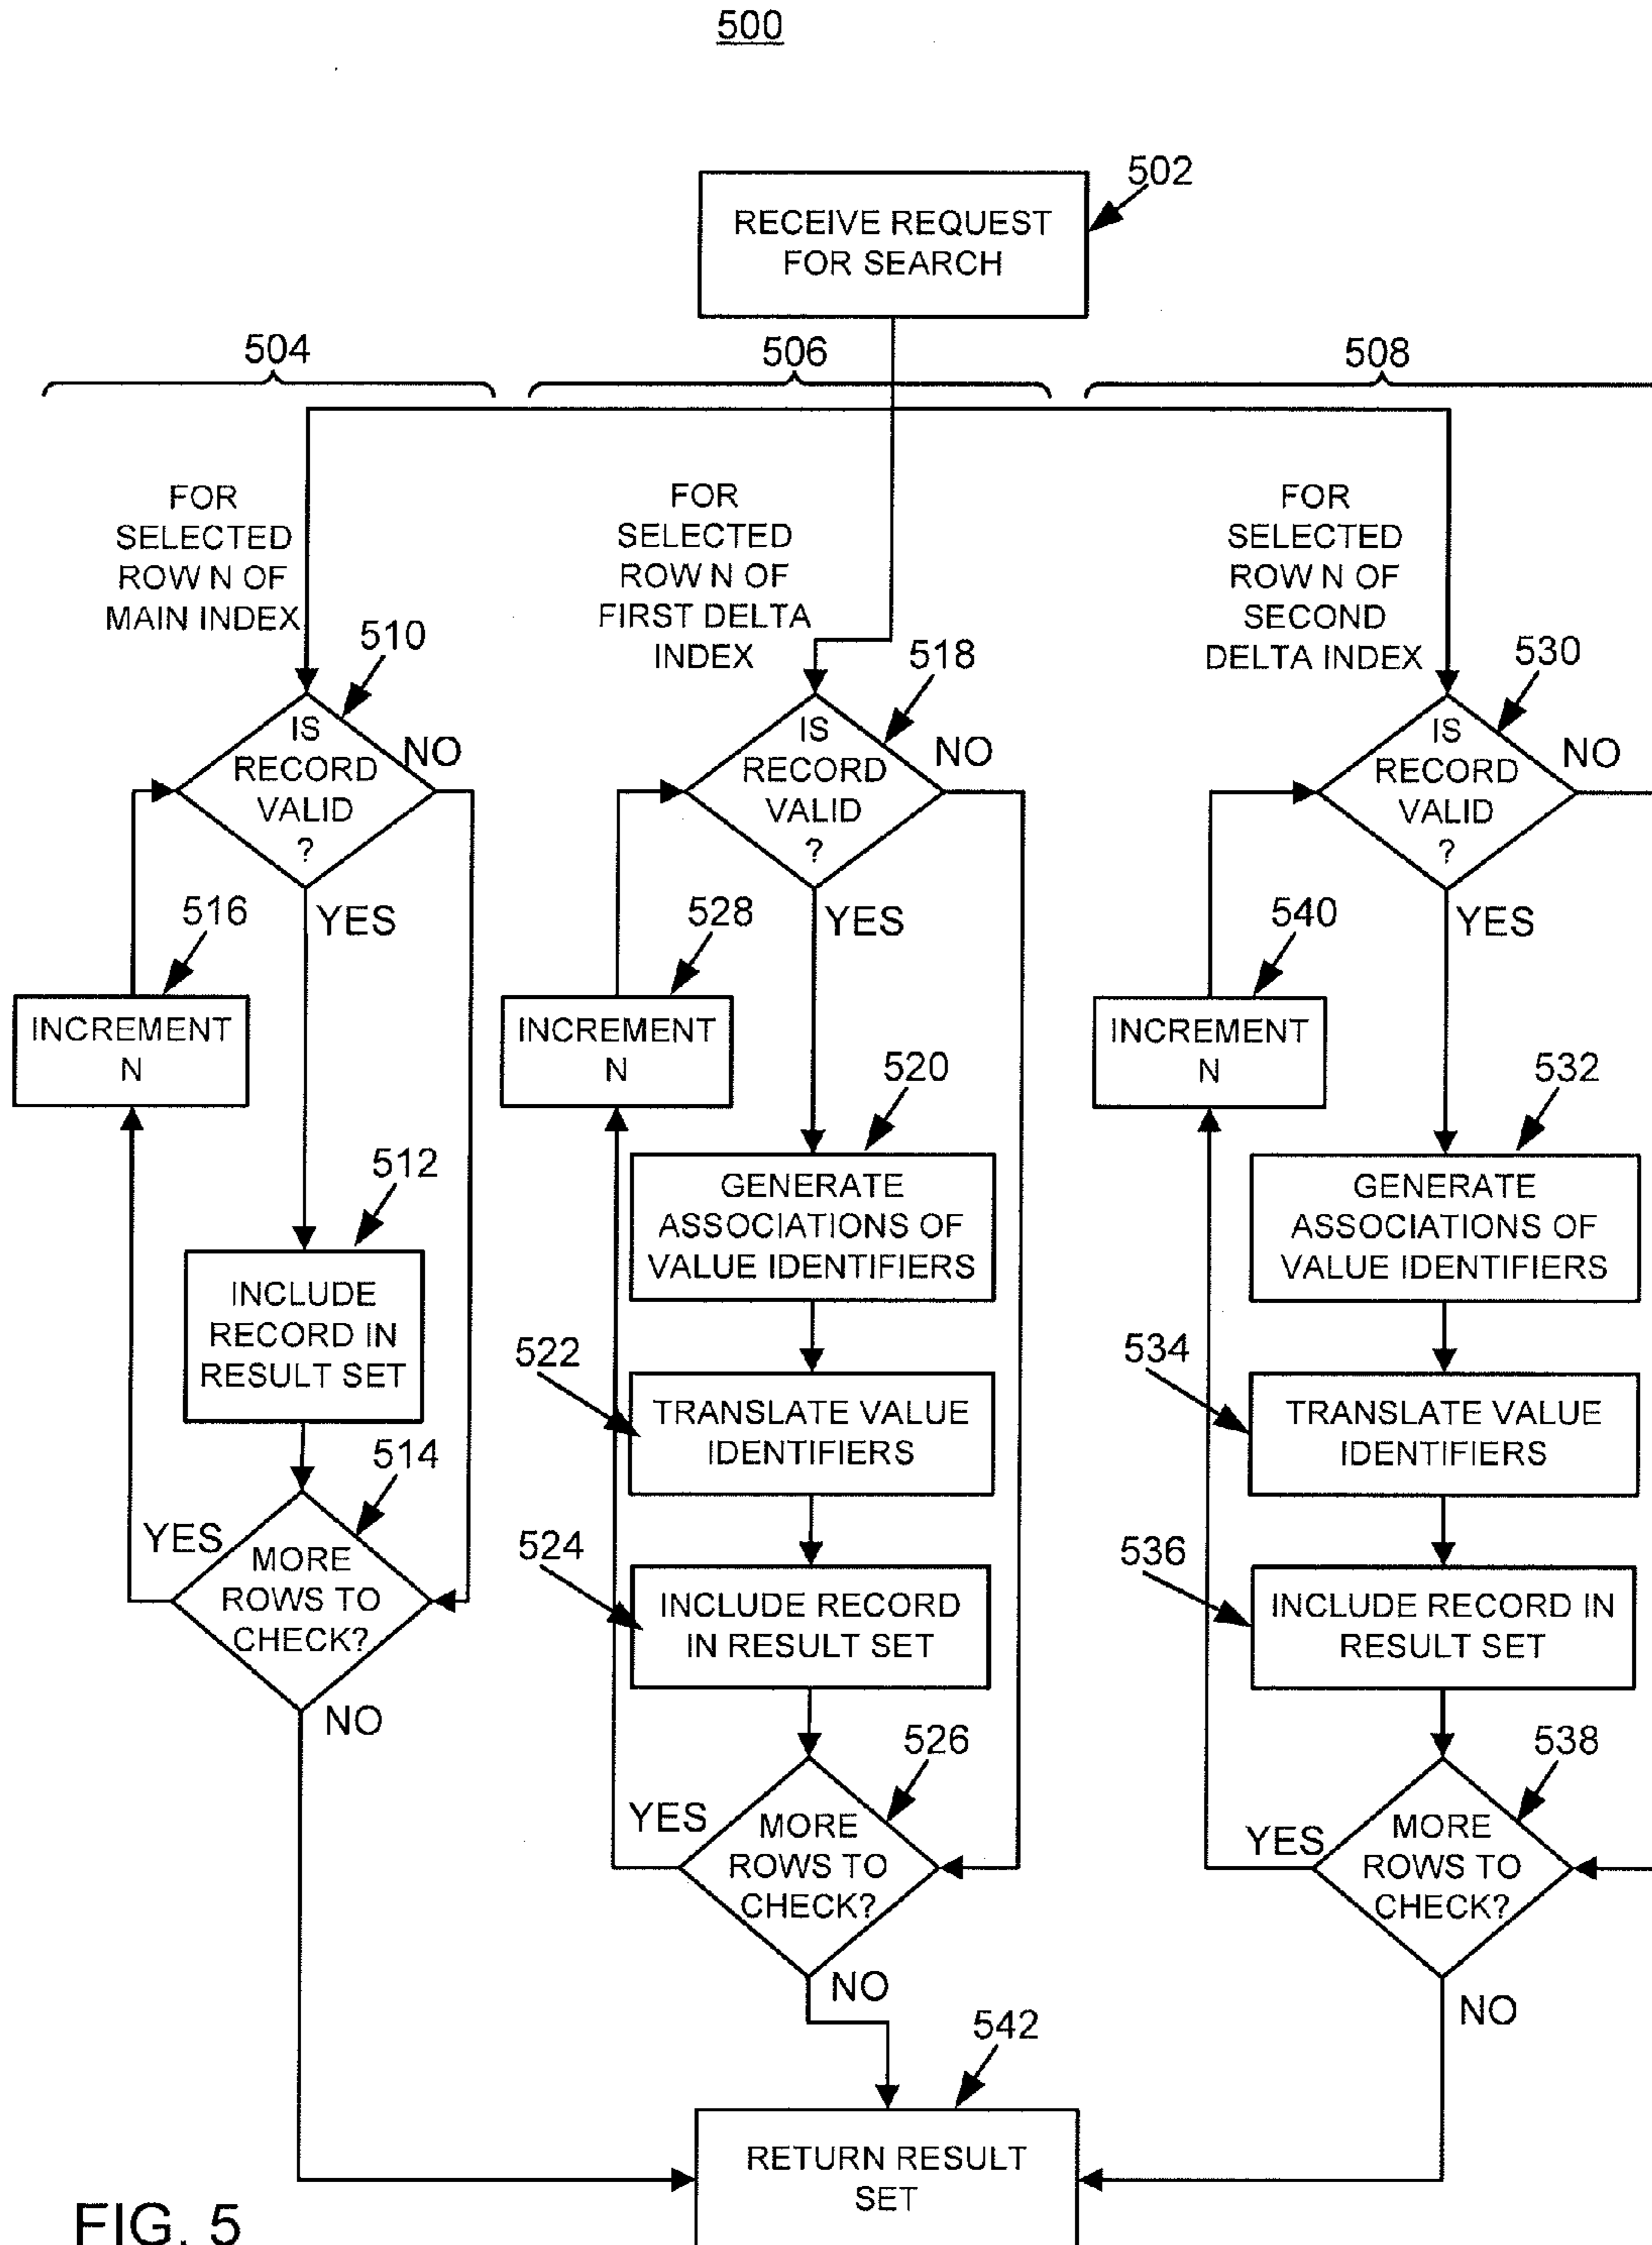 500
502
RECEIVE REQUEST
FOR SEARCH
504
506
508
FOR
SELECTED
ROW N OF
MAIN INDEX
FOR
SELECTED
ROW N OF
FIRST DELTA
INDEX
FOR
SELECTED
ROW N OF
SECOND
DELTA INDEX
510
IS
RECORD
VALID
?
NO
YES
516
INCREMENT
N
512
INCLUDE
RECORD IN
RESULT SET
514
MORE
ROWS TO
CHECK?
YES
NO
518
IS
RECORD
VALID
?
NO
YES
528
INCREMENT
N
520
GENERATE
ASSOCIATIONS OF
VALUE IDENTIFIERS
522
TRANSLATE VALUE
IDENTIFIERS
524
INCLUDE RECORD
IN RESULT SET
526
MORE
ROWS TO
CHECK?
YES
NO
530
IS
RECORD
VALID
?
NO
YES
540
INCREMENT
N
532
GENERATE
ASSOCIATIONS OF
VALUE IDENTIFIERS
534
TRANSLATE VALUE
IDENTIFIERS
536
INCLUDE RECORD IN
RESULT SET
538
MORE
ROWS TO
CHECK?
YES
NO
542
RETURN RESULT
SET
FIG. 5